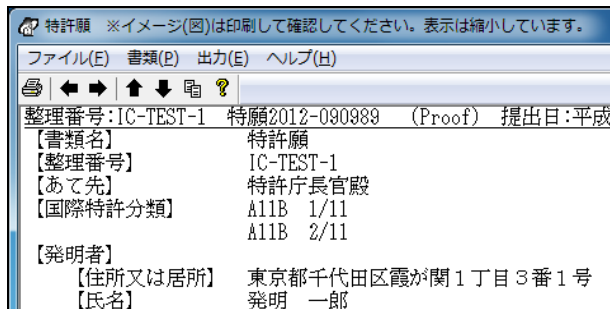 特許願 ※イメージ(図)は印刷して確認してください。表示は縮小しています。
ファイル(F) 書類(P) 出力(E) ヘルプ(H)
整理番号:IC-TEST-1 特願2012-090989 (Proof) 提出日:平成
【書類名】 特許願
【整理番号】 IC-TEST-1
【あて先】 特許庁長官殿
【国際特許分類】 A11B 1/11
A11B 2/11
【発明者】
【住所又は居所】 東京都千代田区霞が関1丁目3番1号
【氏名】 発明 一郎